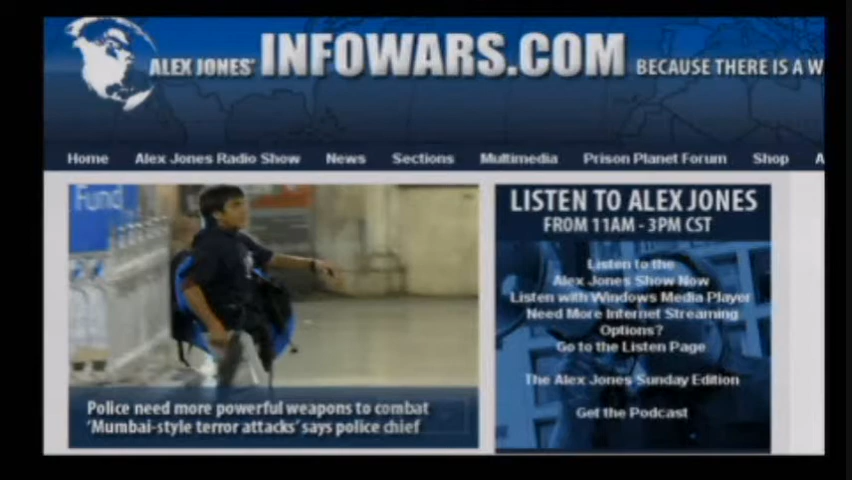 ALEX JONES' INFOWARS.COM BECAUSE THERE IS A W
Home Alex Jones Radio Show News Sections Multimedia Prison Planet Forum Shop A
Fund
Police need more powerful weapons to combat
'Mumbai-style terror attacks' says police chief
LISTEN TO ALEX JONES
FROM 11AM - 3PM CST
Listen to the
Alex Jones Show Now
Listen with Windows Media Player
Need More Internet Streaming
Options?
Go to the Listen Page
The Alex Jones Sunday Edition
Get the Podcast